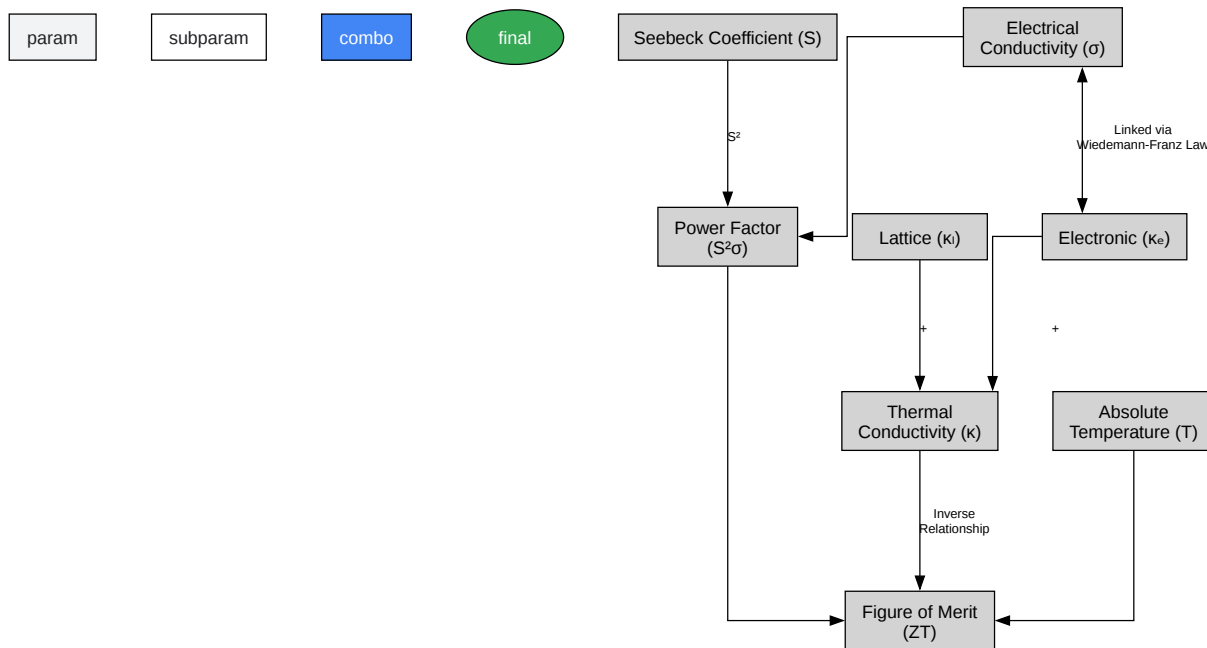 param
subparam
combo
final
Seebeck Coefficient (S)
Electrical
Conductivity (σ)
S²
Linked via
Wiedemann-Franz Law
Power Factor
(S²σ)
Lattice (κₗ)
Electronic (κₑ)
+
+
Thermal
Conductivity (κ)
Absolute
Temperature (T)
Inverse
Relationship
Figure of Merit
(ZT)